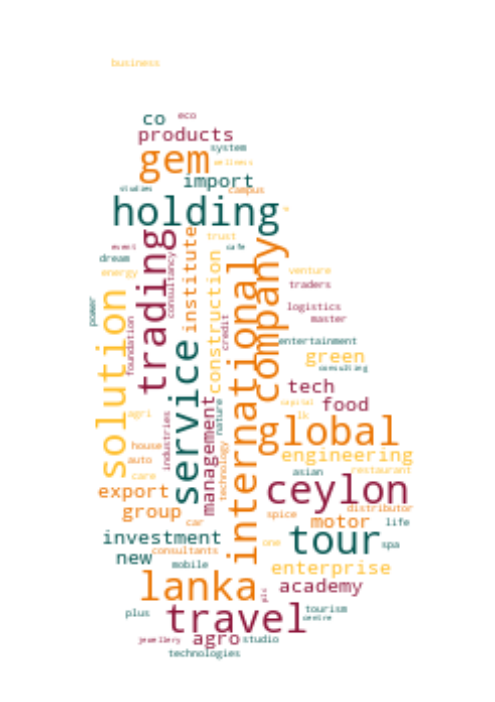 business
co
eco
products
system
gem
wellness
import
studies
campus
holding
trading
institute
trust
event
cafe
company
dream
consultancy
energy
venture
construction
international
traders
power
solution
logistics
foundation
credit
master
service
entertainment
green
consulting
tech
management
nature
food
capital
agri
industries
lk
global
house
technology
engineering
auto
asian
restaurant
care
ceylon
export
group
spice
distributor
car
motor
life
investment
tour
one
spa
new
consultants
mobile
enterprise
lanka
academy
plc
plus
travel
tourism
centre
jewellery
agro
studio
technologies